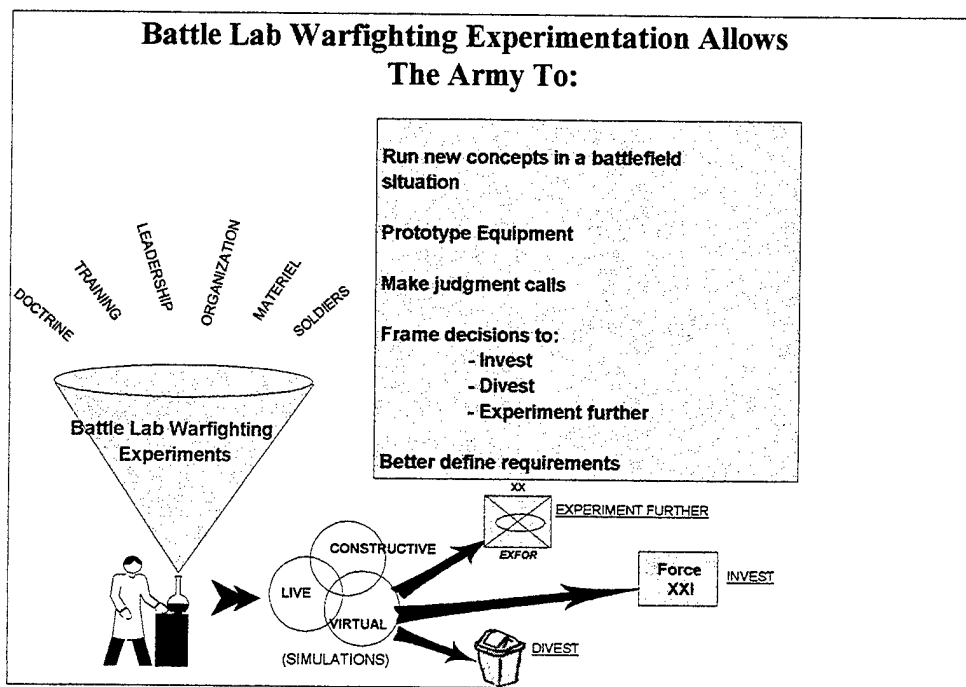 Battle Lab Warfighting Experimentation Allows
The Army To:
Run new concepts in a battlefield
situation
Prototype Equipment
Make judgment calls
Frame decisions to:
- Invest
- Divest
- Experiment further
Better define requirements
DOCTRINE
TRAINING
LEADERSHIP
ORGANIZATION
MATERIEL
SOLDIERS
Battle Lab Warfighting
Experiments
XX
EXFOR
EXPERIMENT FURTHER
CONSTRUCTIVE
LIVE
VIRTUAL
(SIMULATIONS)
Force
XXI
INVEST
DIVEST